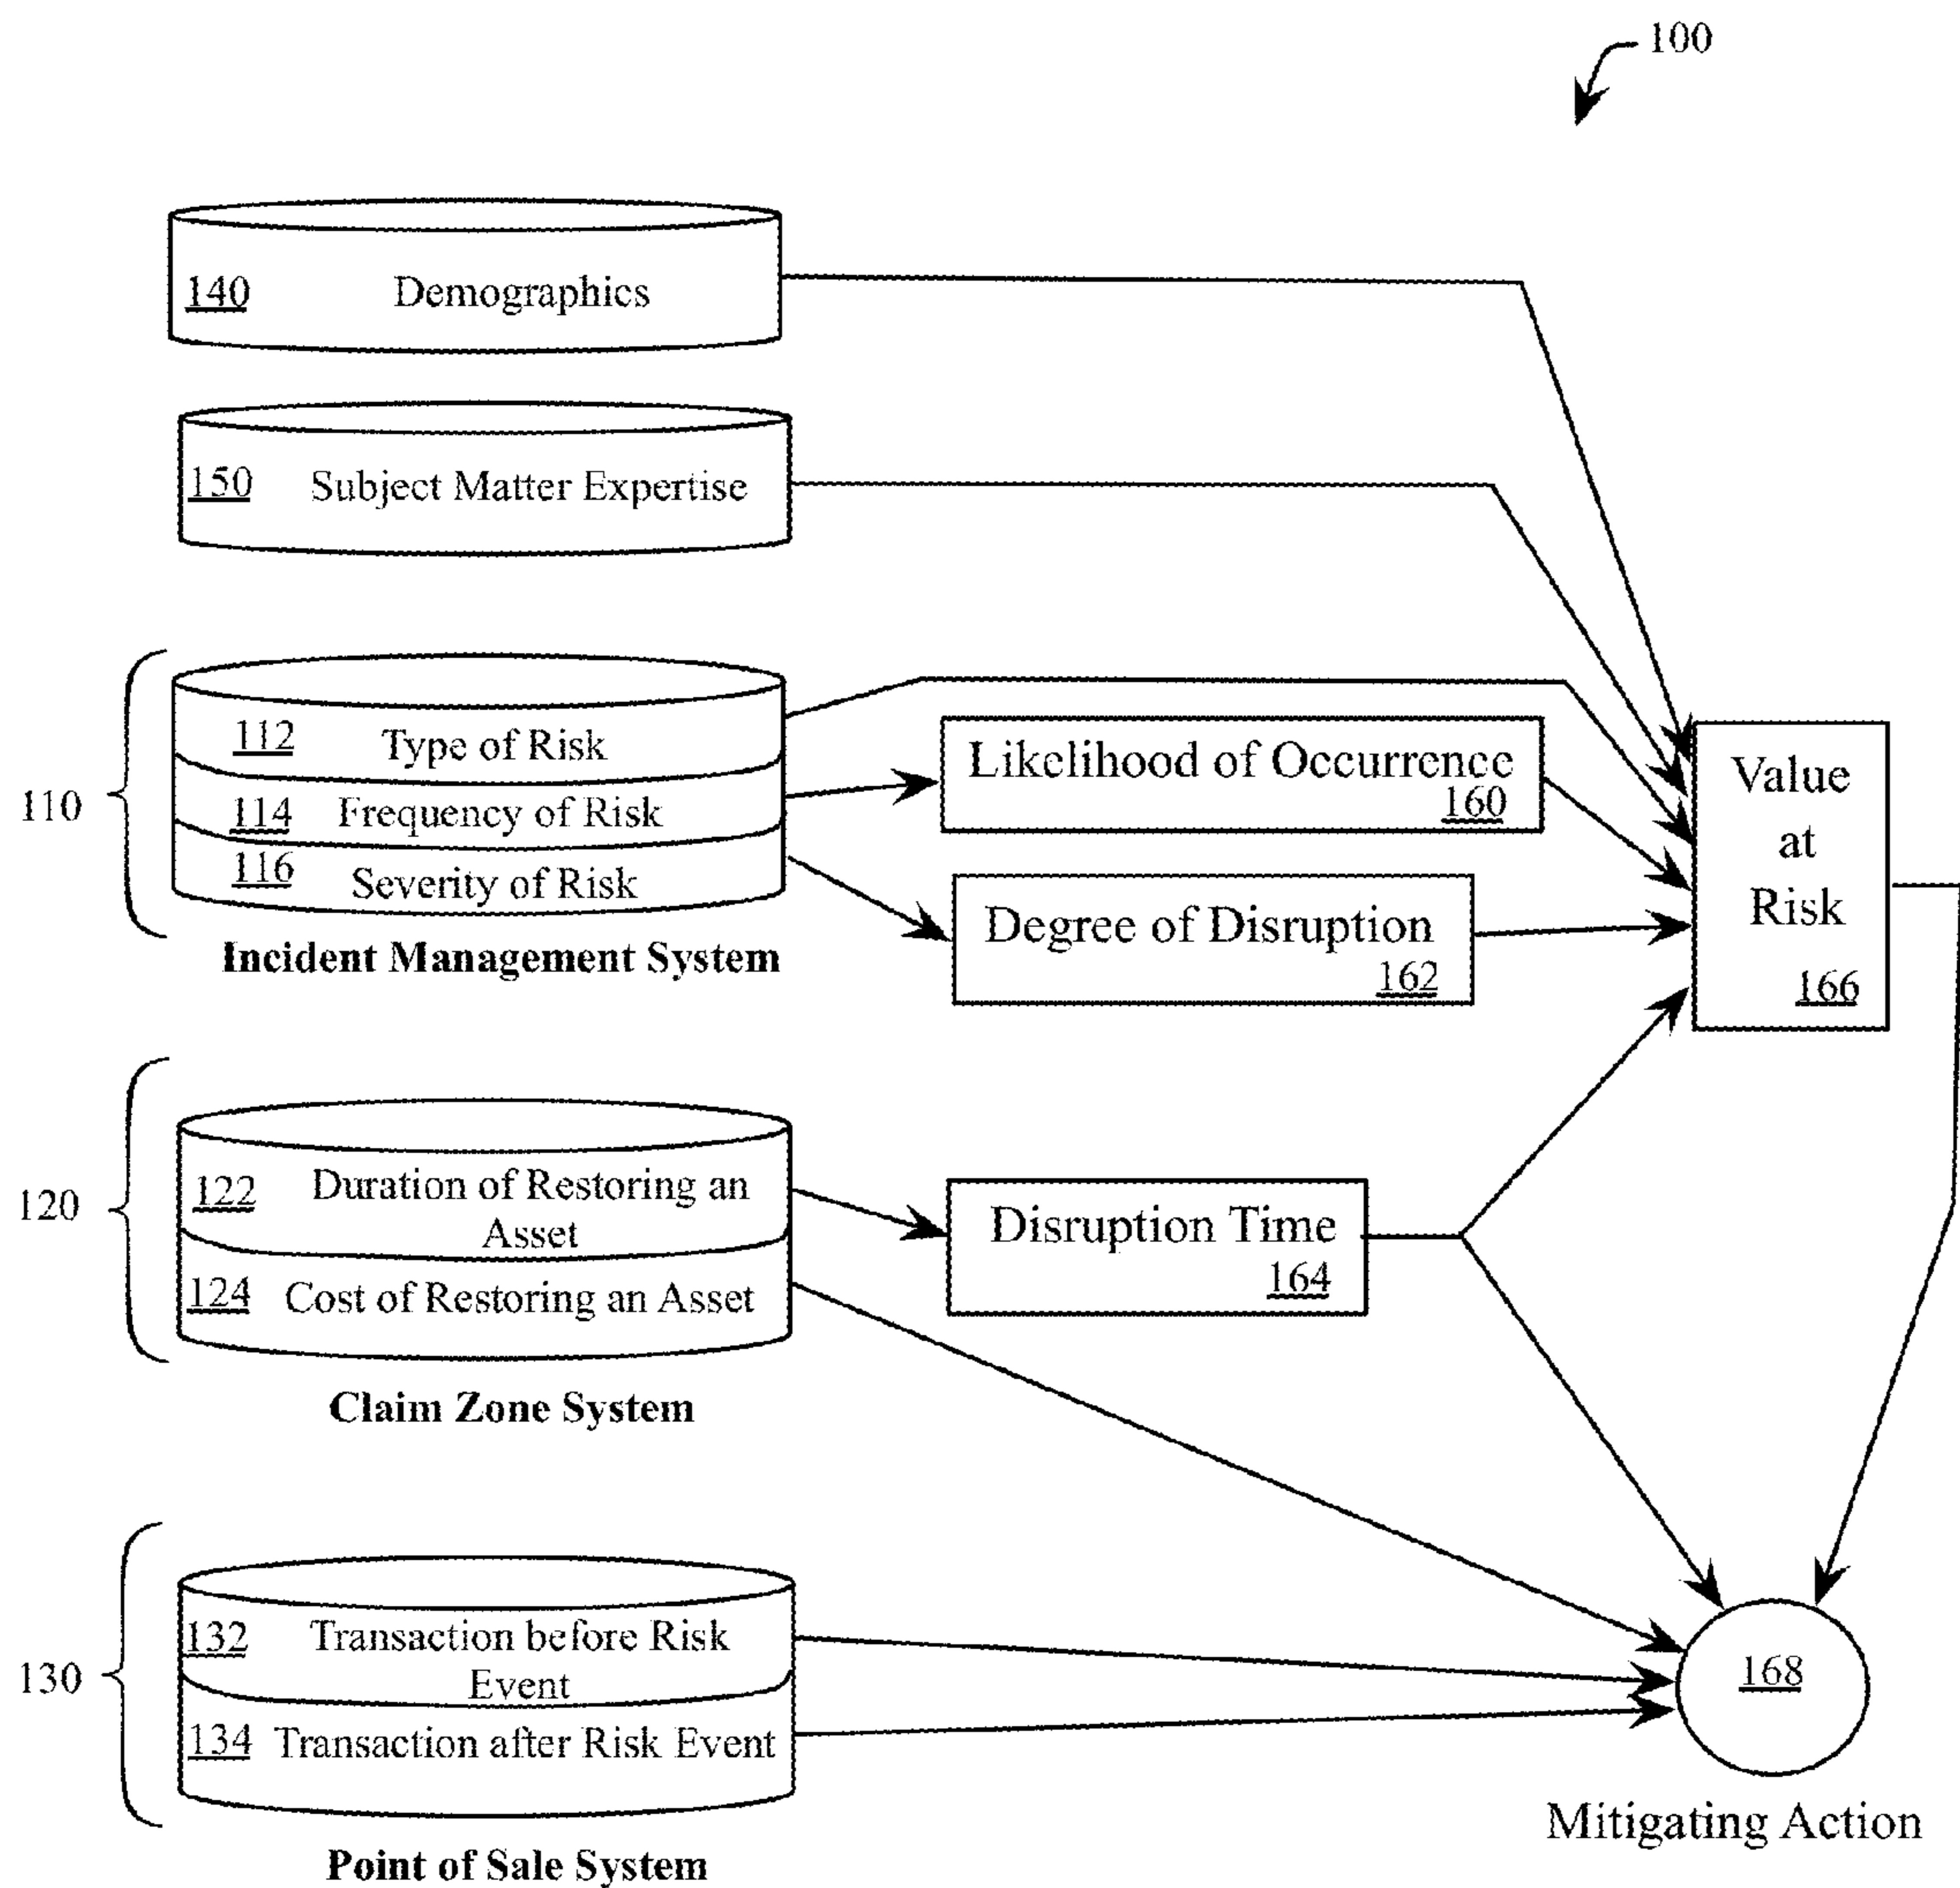 100
140 Demographics
150 Subject Matter Expertise
110
112 Type of Risk
114 Frequency of Risk
116 Severity of Risk
Incident Management System
Likelihood of Occurrence
160
Degree of Disruption
162
Value
at
Risk
166
120
122 Duration of Restoring an
Asset
124 Cost of Restoring an Asset
Claim Zone System
Disruption Time
164
130
132 Transaction before Risk
Event
134 Transaction after Risk Event
Point of Sale System
168
Mitigating Action